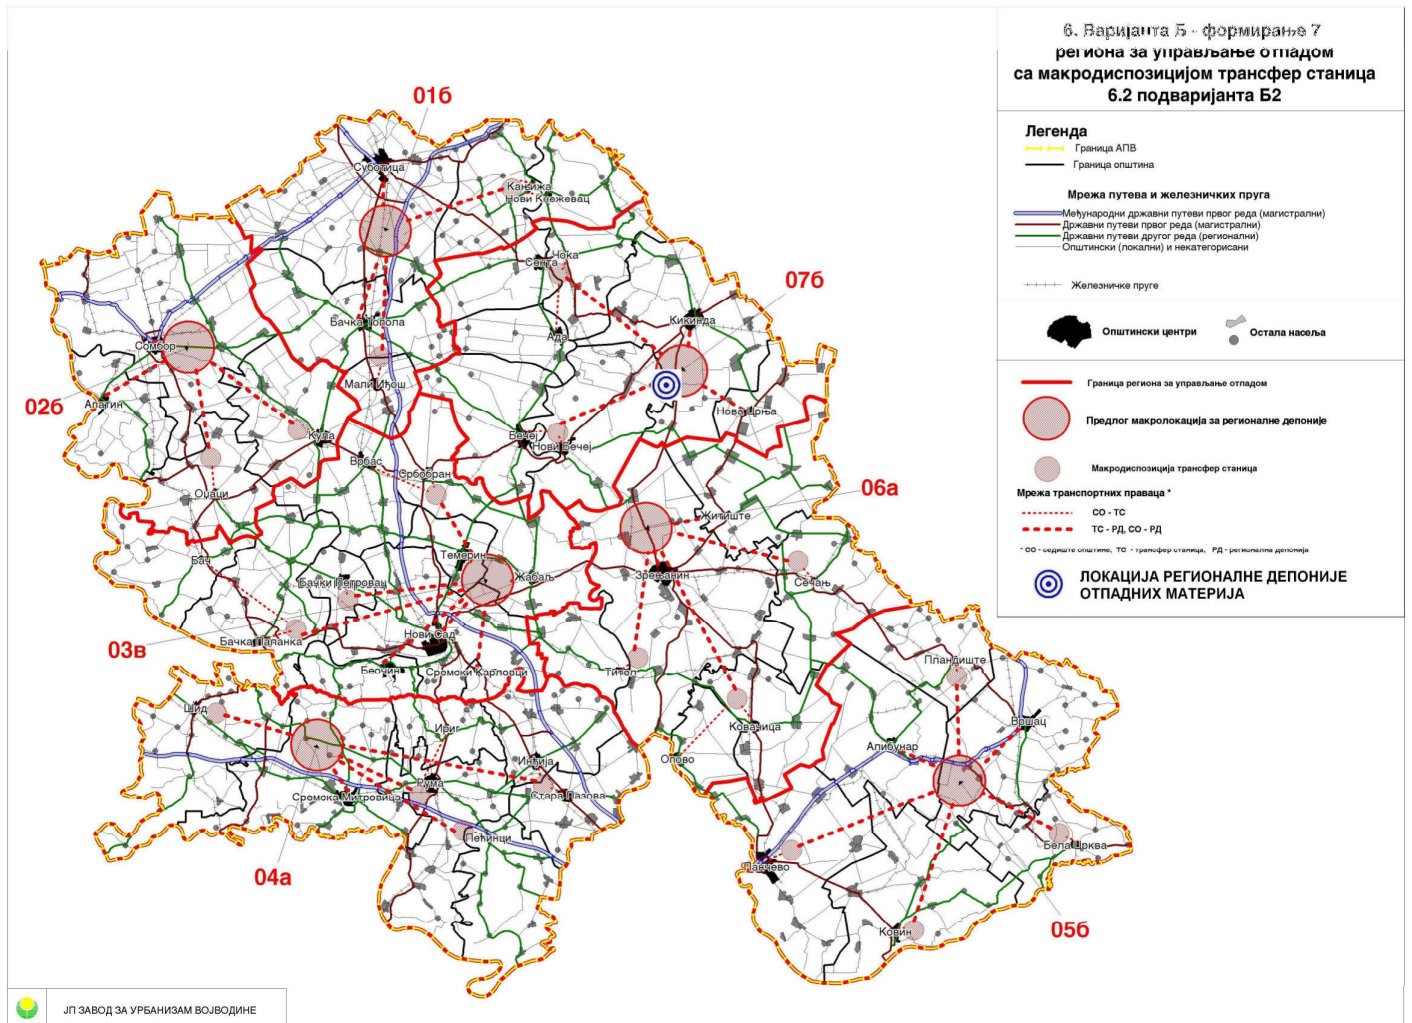 6. Варијанта Б - формирање 7
региона за управљање отпадом
са макродиспозицијом трансфер станица
6.2 подваријанта Б2
Легенда
Граница АПВ
Граница општина
Мрежа путева и железничких пруга
Међународни државни путеви првог реда (магистрални)
Државни путеви првог реда (магистрални)
Државни путеви другог реда (регионални)
Општински (локални) и некатегорисани
Железничке пруге
Општински центри
Остала насеља
Граница региона за управљање отпадом
Предлог макролокација за регионалне депоније
Макродиспозиција трансфер станица
Мрежа транспортних праваца *
СО - ТС
ТС - РД, СО - РД
* СО - седиште општине, ТС - трансфер станица, РД - регионална депонија
ЛОКАЦИЈА РЕГИОНАЛНЕ ДЕПОНИЈЕ
ОТПАДНИХ МАТЕРИЈА
01б
Суботица
Кањижа
Нови Кнежевац
Чока
Сента
07б
Бачка Топола
Ада
Кикинда
Сомбор
Мали Иђош
02б
Апатин
Нова Црња
Кула
Бечеј
Нови Бечеј
Врбас
Србобран
06а
Оџаци
Житиште
Темерин
Бач
Бачки Петровац
Жабаљ
Зрењанин
Сечањ
Нови Сад
Бачка Паланка
03в
Беочин
Сремски Карловци
Тител
Пландиште
Шид
Ириг
Ковачица
Вршац
Алибунар
Инђија
Опово
Рума
Сремска Митровица
Стара Пазова
Пећинци
Бела Црква
04а
Панчево
Ковин
05б
ЈП ЗАВОД ЗА УРБАНИЗАМ ВОЈВОДИНЕ